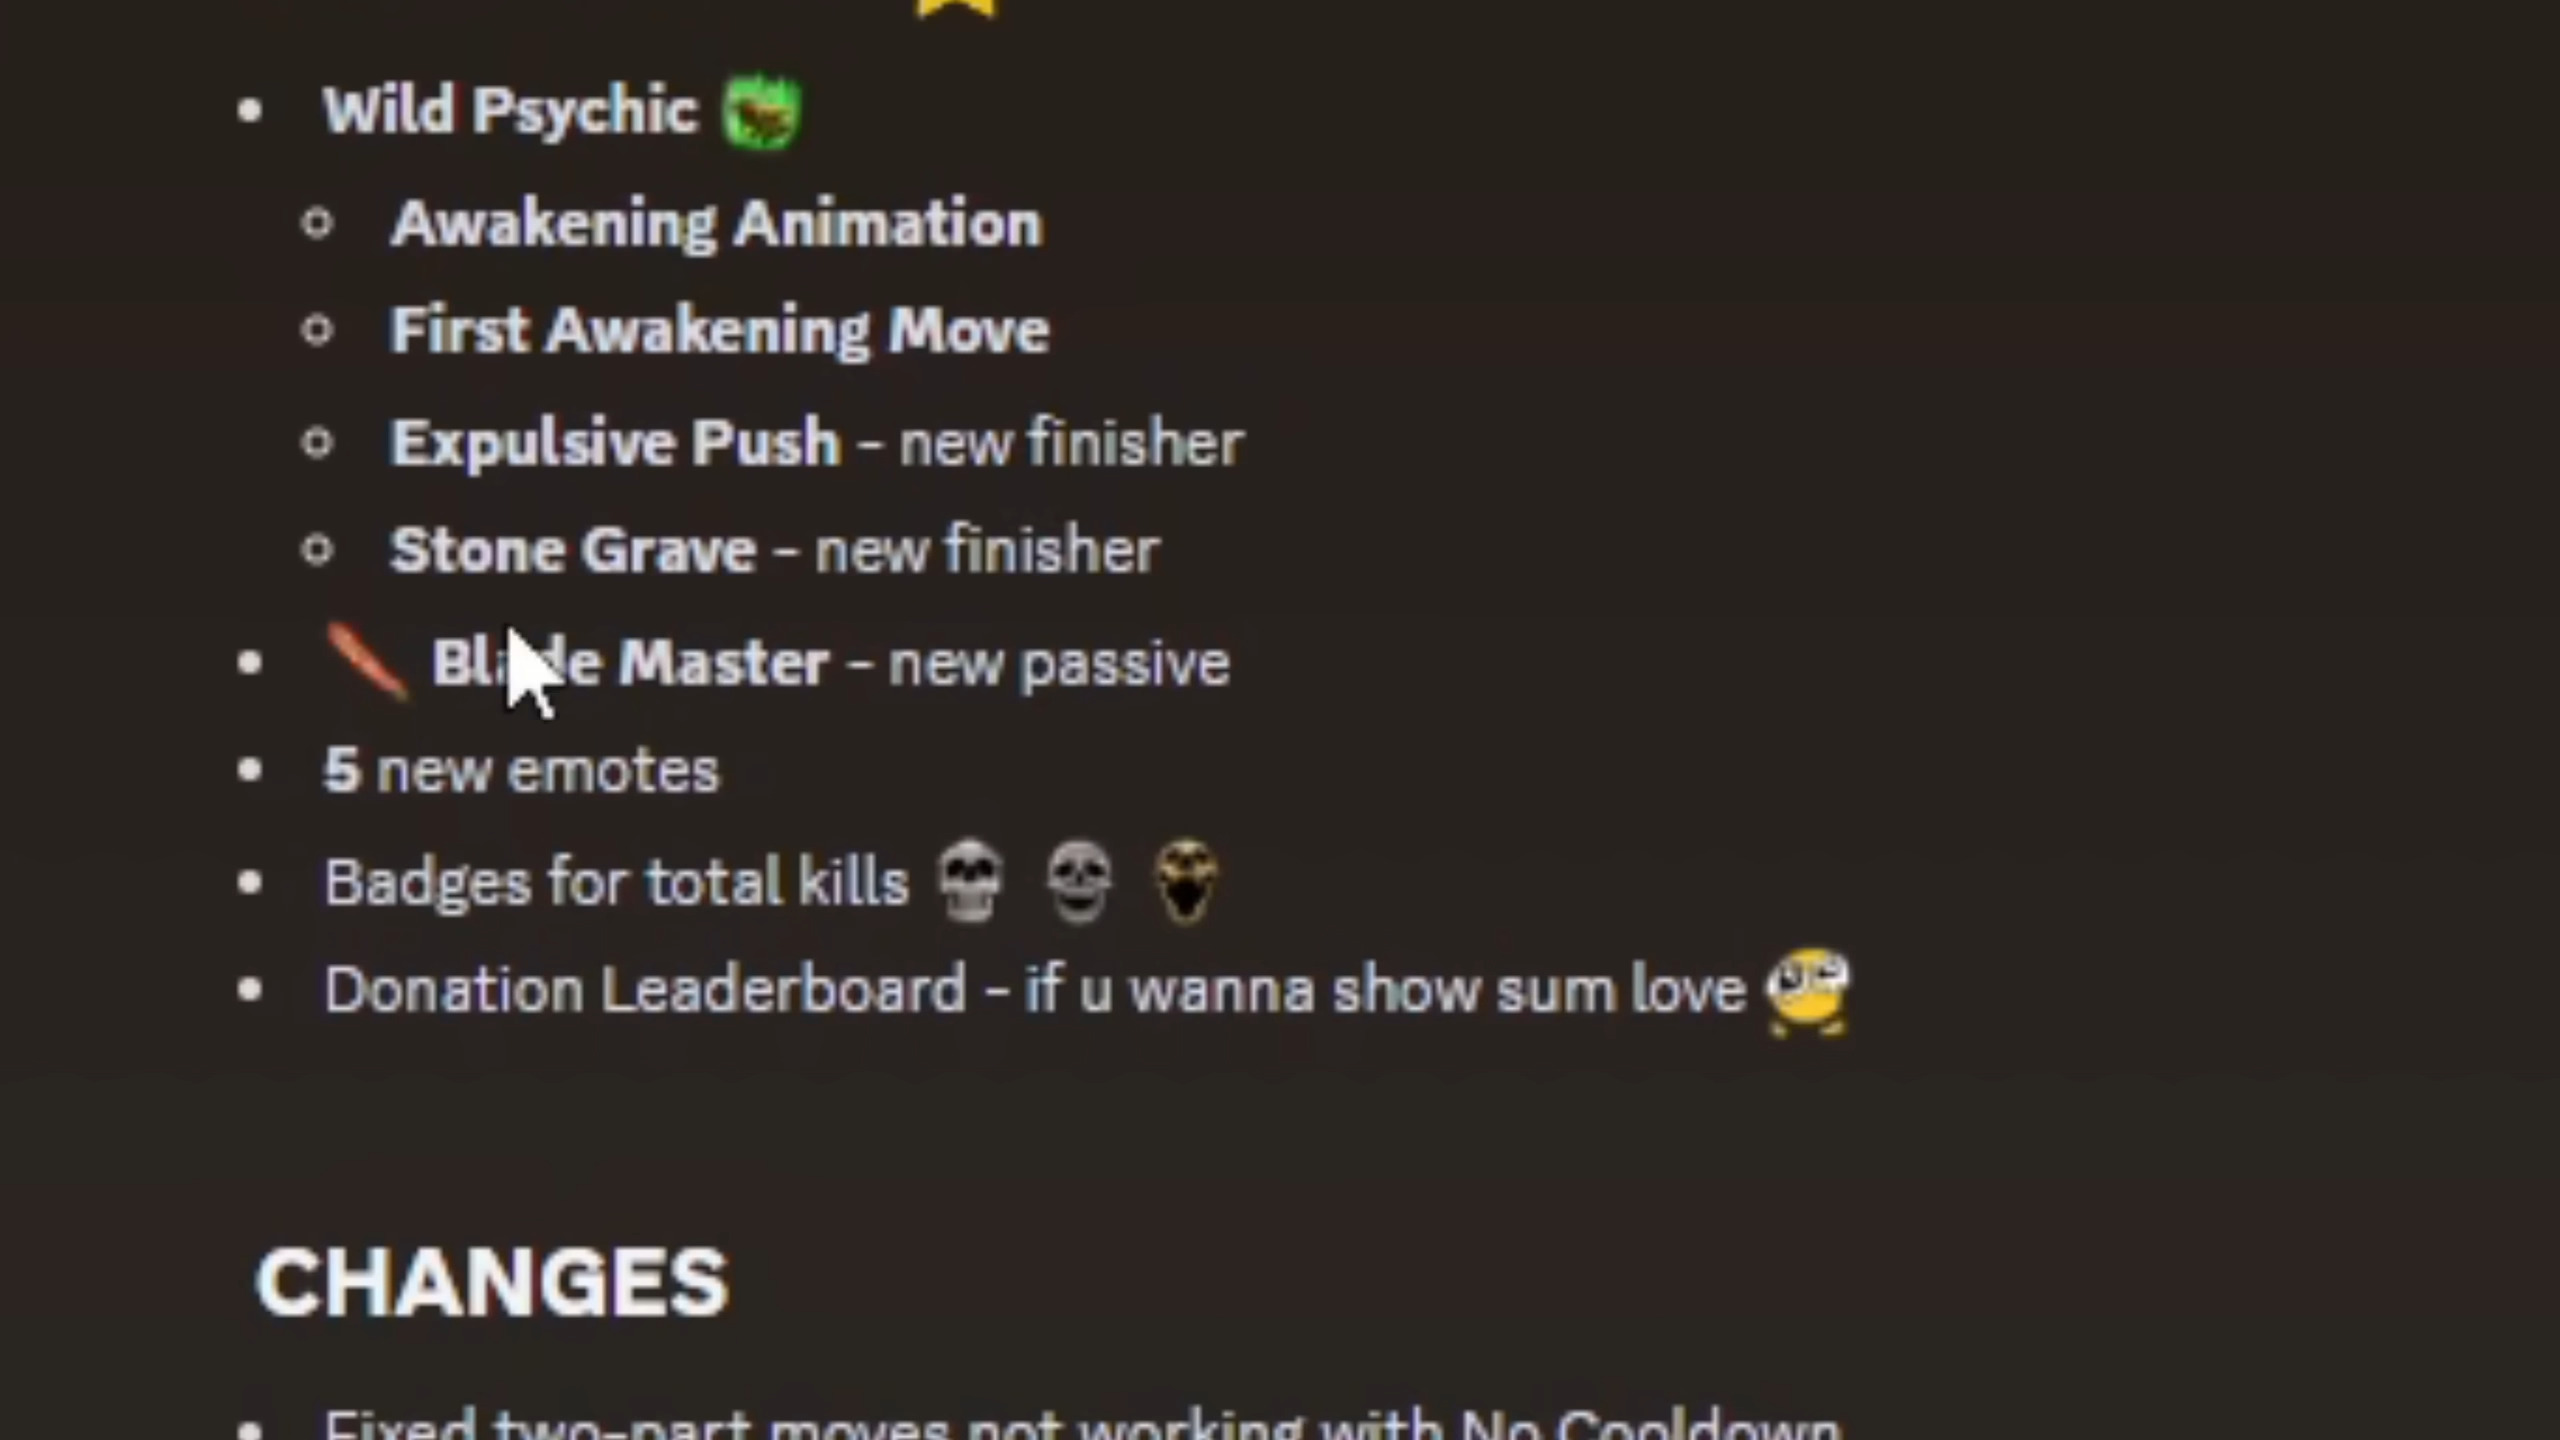 Wild Psychic
Awakening Animation
First Awakening Move
Expulsive Push – new finisher
Stone Grave – new finisher
Blade Master – new passive
5 new emotes
Badges for total kills
Donation Leaderboard – if u wanna show sum love
CHANGES
Fixed two-part moves not working with No Cooldown